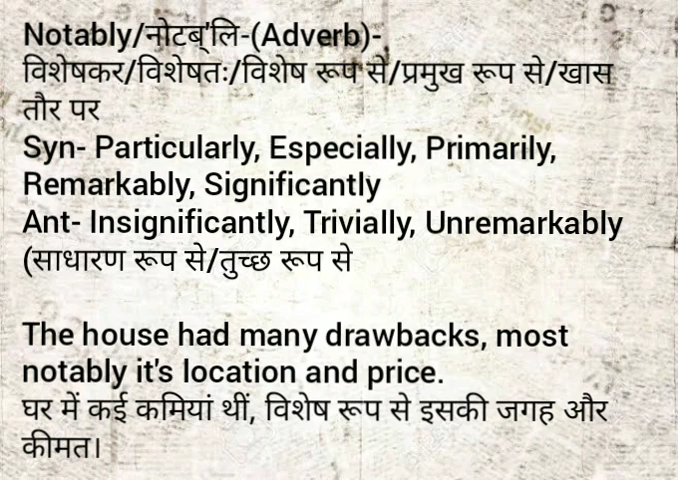 Notably/नोटब्'लि-(Adverb)-
विशेषकर/विशेषतः/विशेष रूप से/प्रमुख रूप से/खास
तौर पर
Syn- Particularly, Especially, Primarily,
Remarkably, Significantly
Ant- Insignificantly, Trivially, Unremarkably
(साधारण रूप से/तुच्छ रूप से
The house had many drawbacks, most
notably it's location and price.
घर में कई कमियां थीं, विशेष रूप से इसकी जगह और
कीमत।